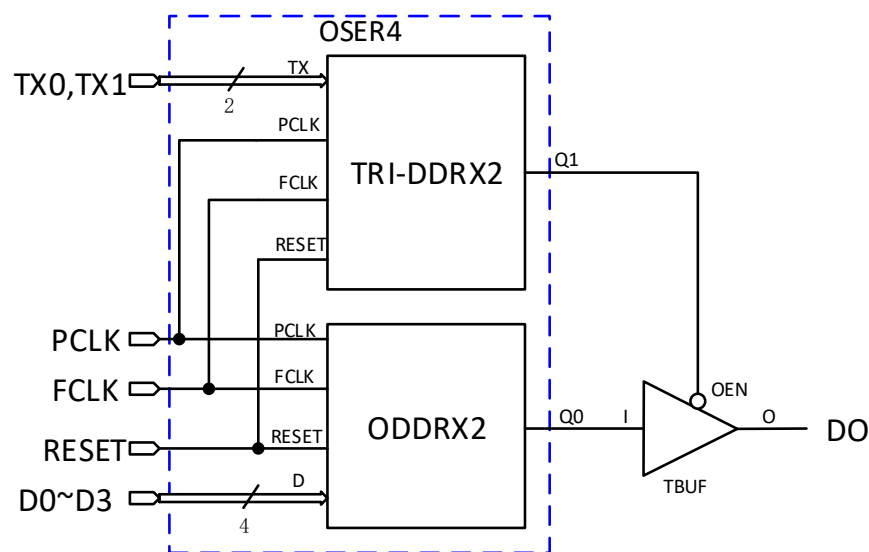 OSER4
TX0,TX1
2
TX
PCLK
FCLK
RESET
TRI-DDRX2
Q1
PCLK
FCLK
RESET
D0~D3
4
PCLK
FCLK
RESET
D
ODDRX2
Q0
I
OEN
O
DO
TBUF